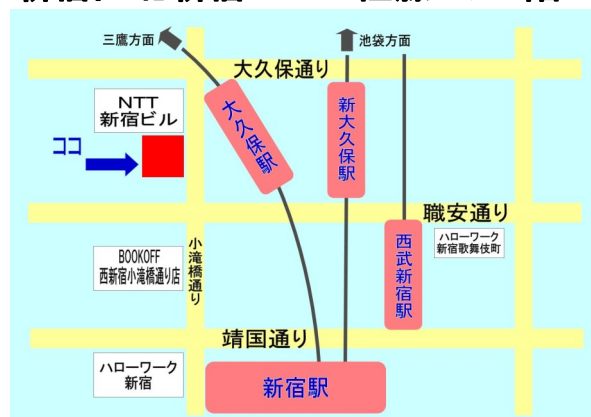 三鷹方面
池袋方面
大久保通り
NTT
新宿ビル
ココ
大久保駅
新大久保駅
職安通り
ハローワーク
新宿歌舞伎町
西武新宿駅
小滝橋通り
BOOKOFF
西新宿小滝橋通り店
靖国通り
ハローワーク
新宿
新宿駅